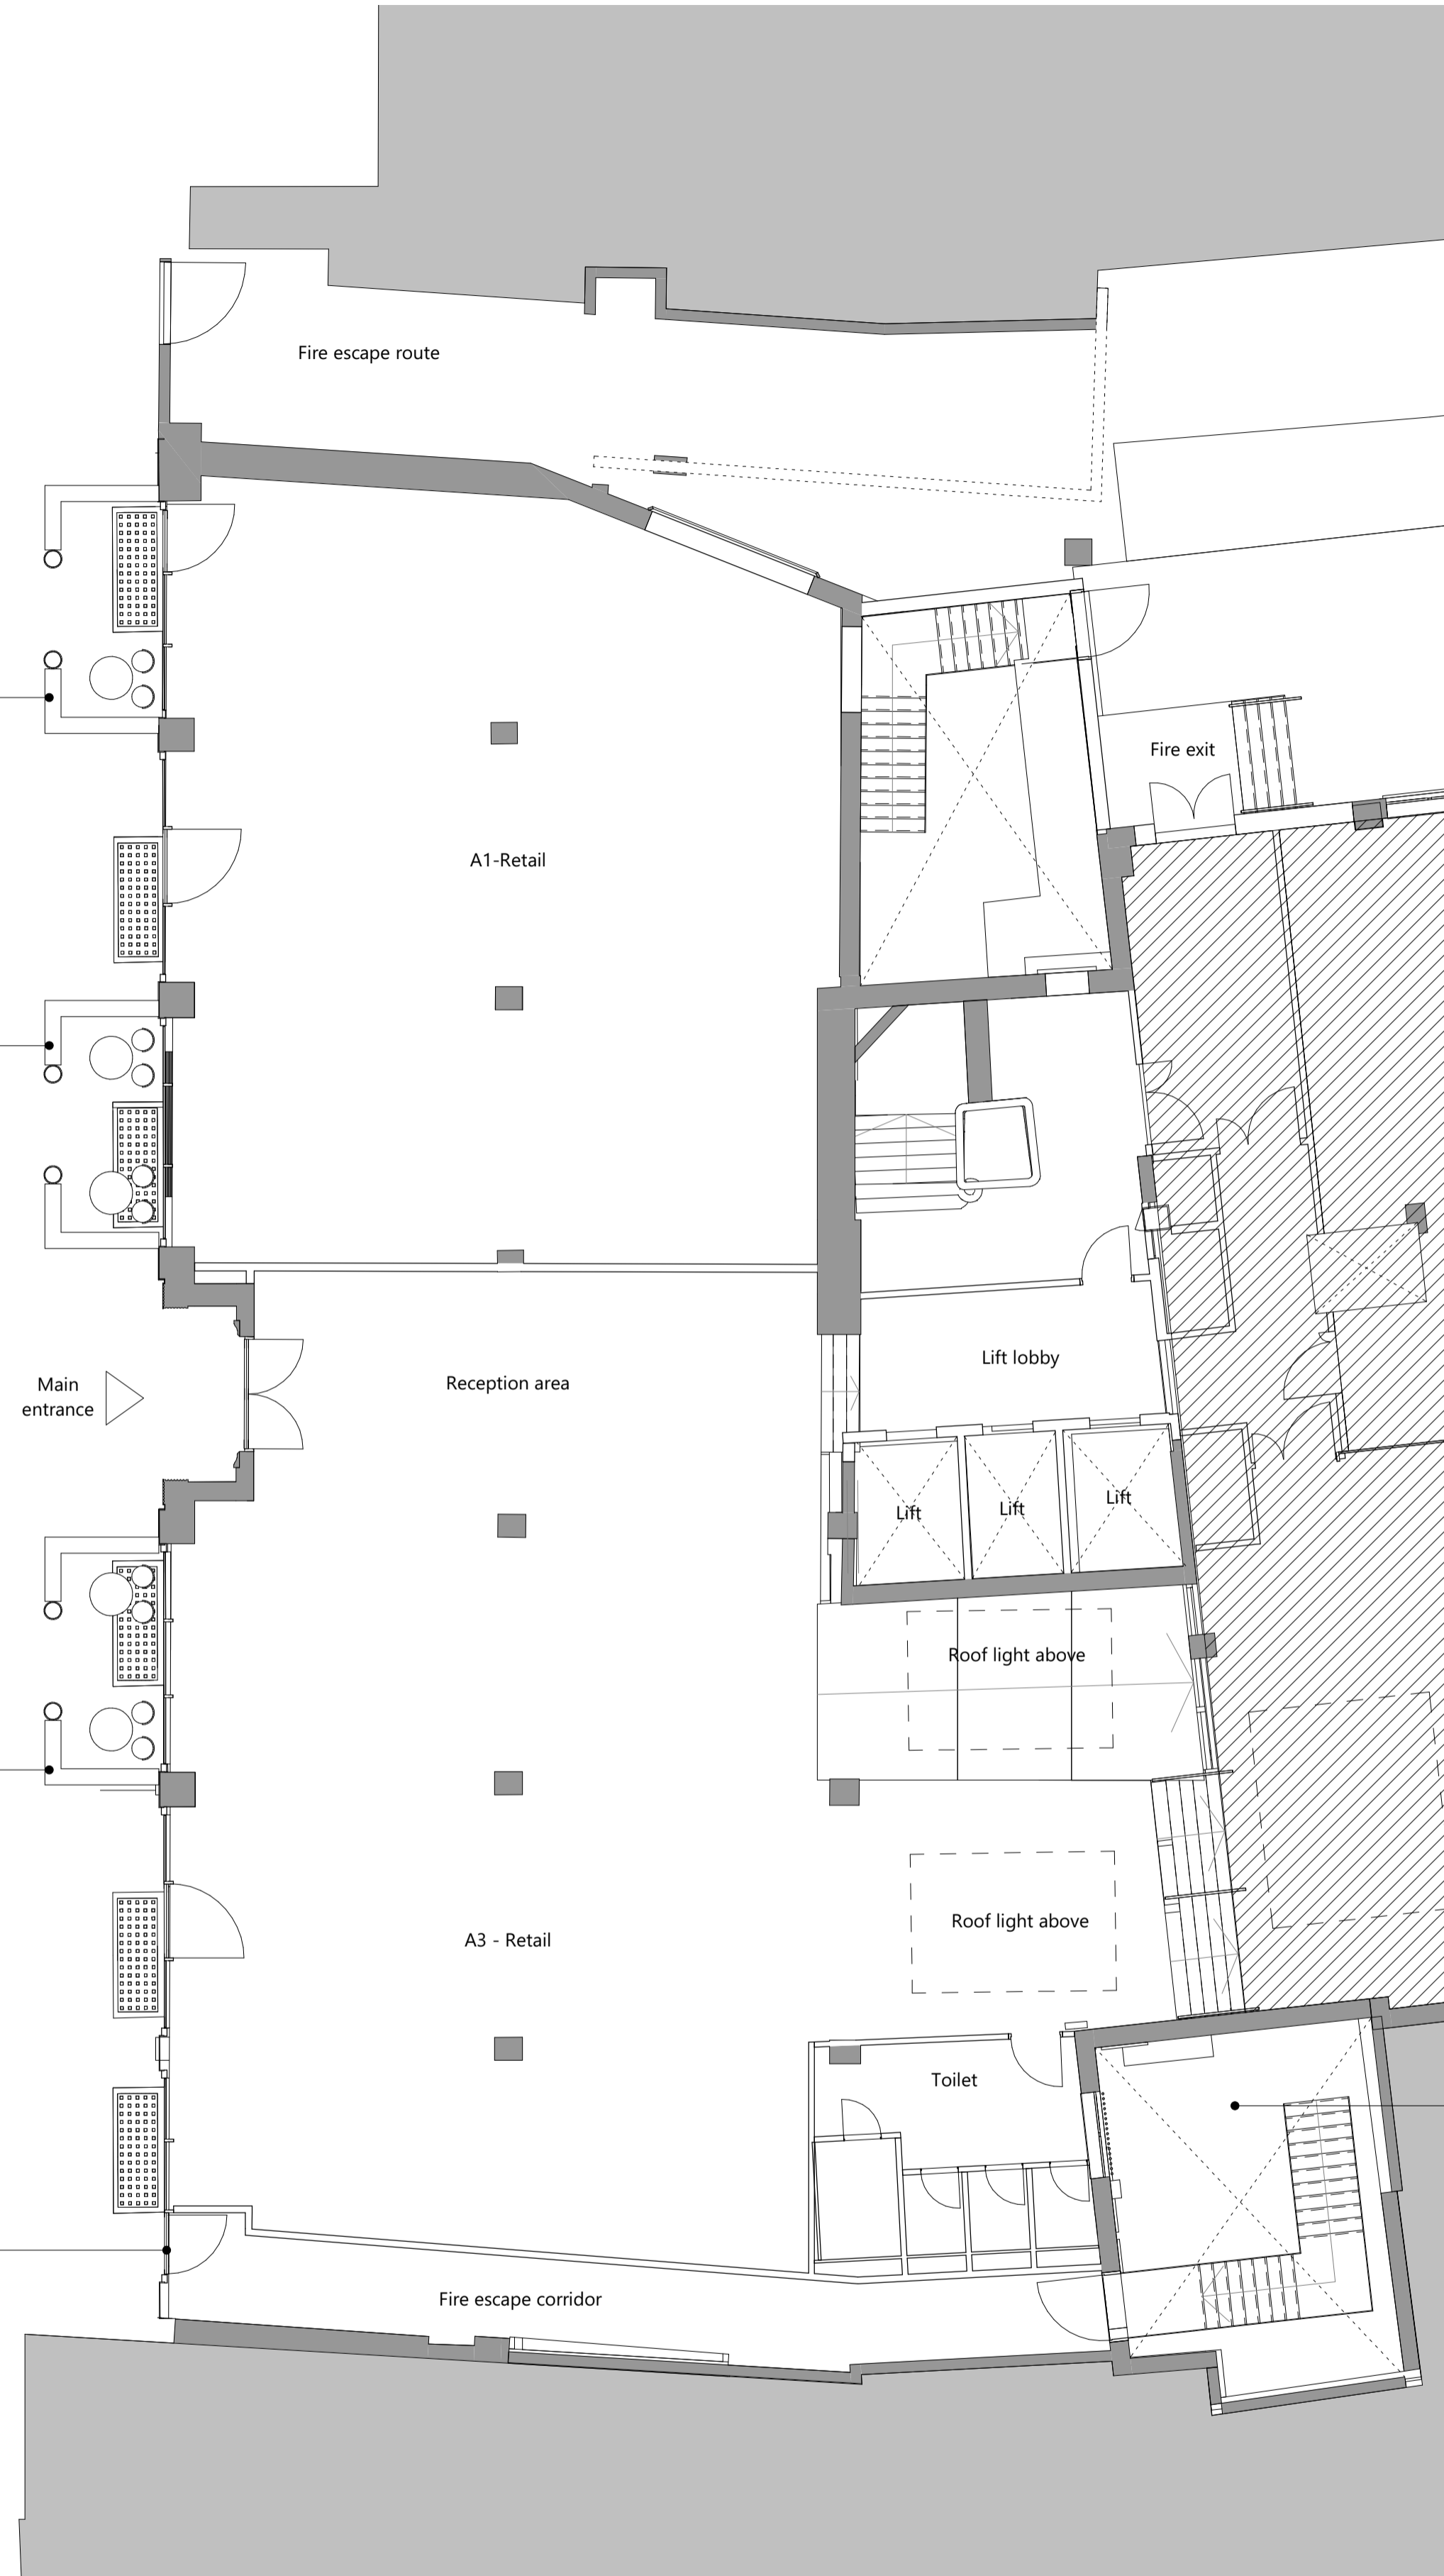 Fire escape route
Fire exit
A1-Retail
Lift lobby
Main
entrance
Reception area
Lift
Lift
Lift
Roof light above
Roof light above
A3 - Retail
Toilet
Fire escape corridor